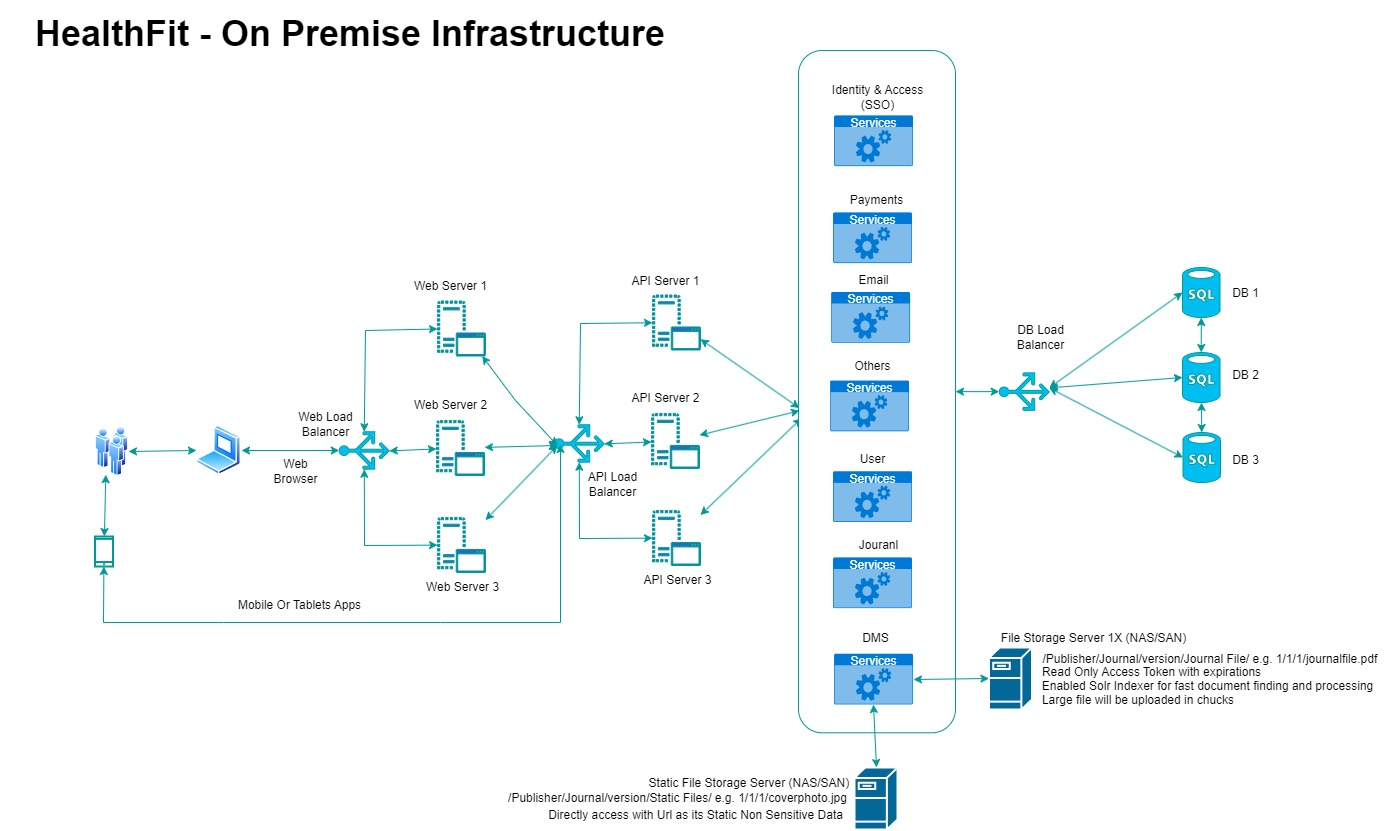 HealthFit - On Premise Infrastructure
Identity & Access
(SSO)
Services
Payments
Services
Email
Services
Others
Services
User
Services
Jouranl
Services
DMS
Services
Web Server 1
Web Server 2
Web Server 3
Web Load
Balancer
Web
Browser
Mobile Or Tablets Apps
API Server 1
API Server 2
API Server 3
API Load
Balancer
DB Load
Balancer
SQL
DB 1
SQL
DB 2
SQL
DB 3
File Storage Server 1X (NAS/SAN)
/Publisher/Journal/version/Journal File/ e.g. 1/1/1/journalfile.pdf
Read Only Access Token with expirations
Enabled Solr Indexer for fast document finding and processing
Large file will be uploaded in chucks
Static File Storage Server (NAS/SAN)
/Publisher/Journal/version/Static Files/ e.g. 1/1/1/coverphoto.jpg
Directly access with Url as its Static Non Sensitive Data